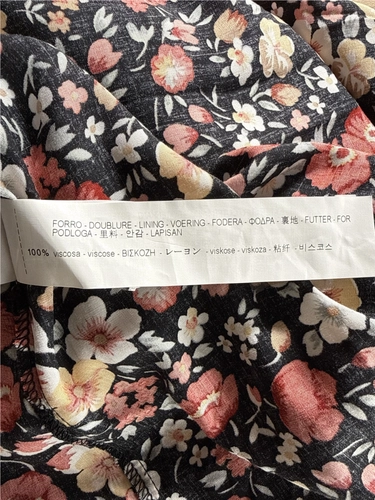 FORRO - DOUBLURE - LINING - VOERING - FODERA - ΦΟΔΡΑ - 裏地 - FUTTER - FOR
PODLOGA - 里料 - 안감 - LAPISAN
100% viscosa - viscose - ΒΙΣΚΟΖΗ - レーヨン - viskose - viskoza - 粘纤 - 비스코스